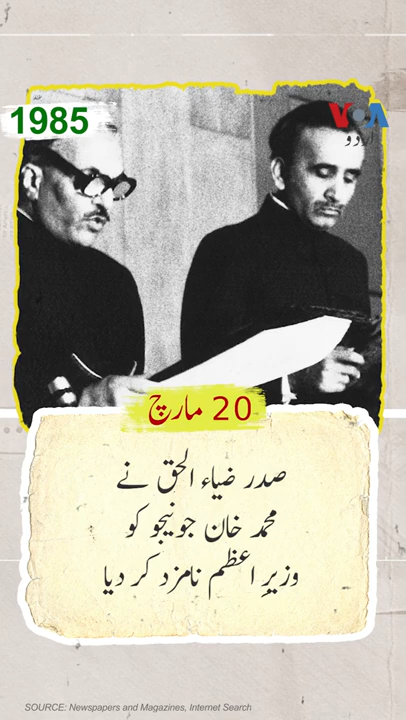 1985
VOA
اردو
20 مارچ
صدر ضیاء الحق نے
محمد خان جونیجو کو
وزیرِ اعظم نامزد کر دیا
SOURCE: Newspapers and Magazines, Internet Search